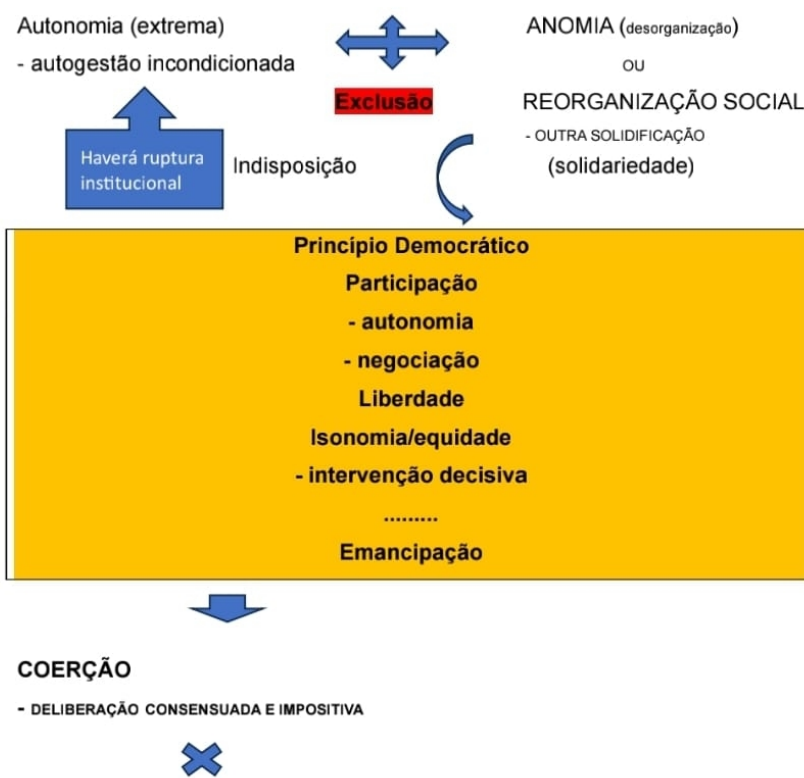 Autonomia (extrema)
- autogestão incondicionada
ANOMIA (desorganização)
OU
Exclusão
REORGANIZAÇÃO SOCIAL
- OUTRA SOLIDIFICAÇÃO
(solidariedade)
Haverá ruptura
institucional
Indisposição
Princípio Democrático
Participação
- autonomia
- negociação
Liberdade
Isonomia/equidade
- intervenção decisiva
.........
Emancipação
COERÇÃO
- DELIBERAÇÃO CONSENSUADA E IMPOSITIVA